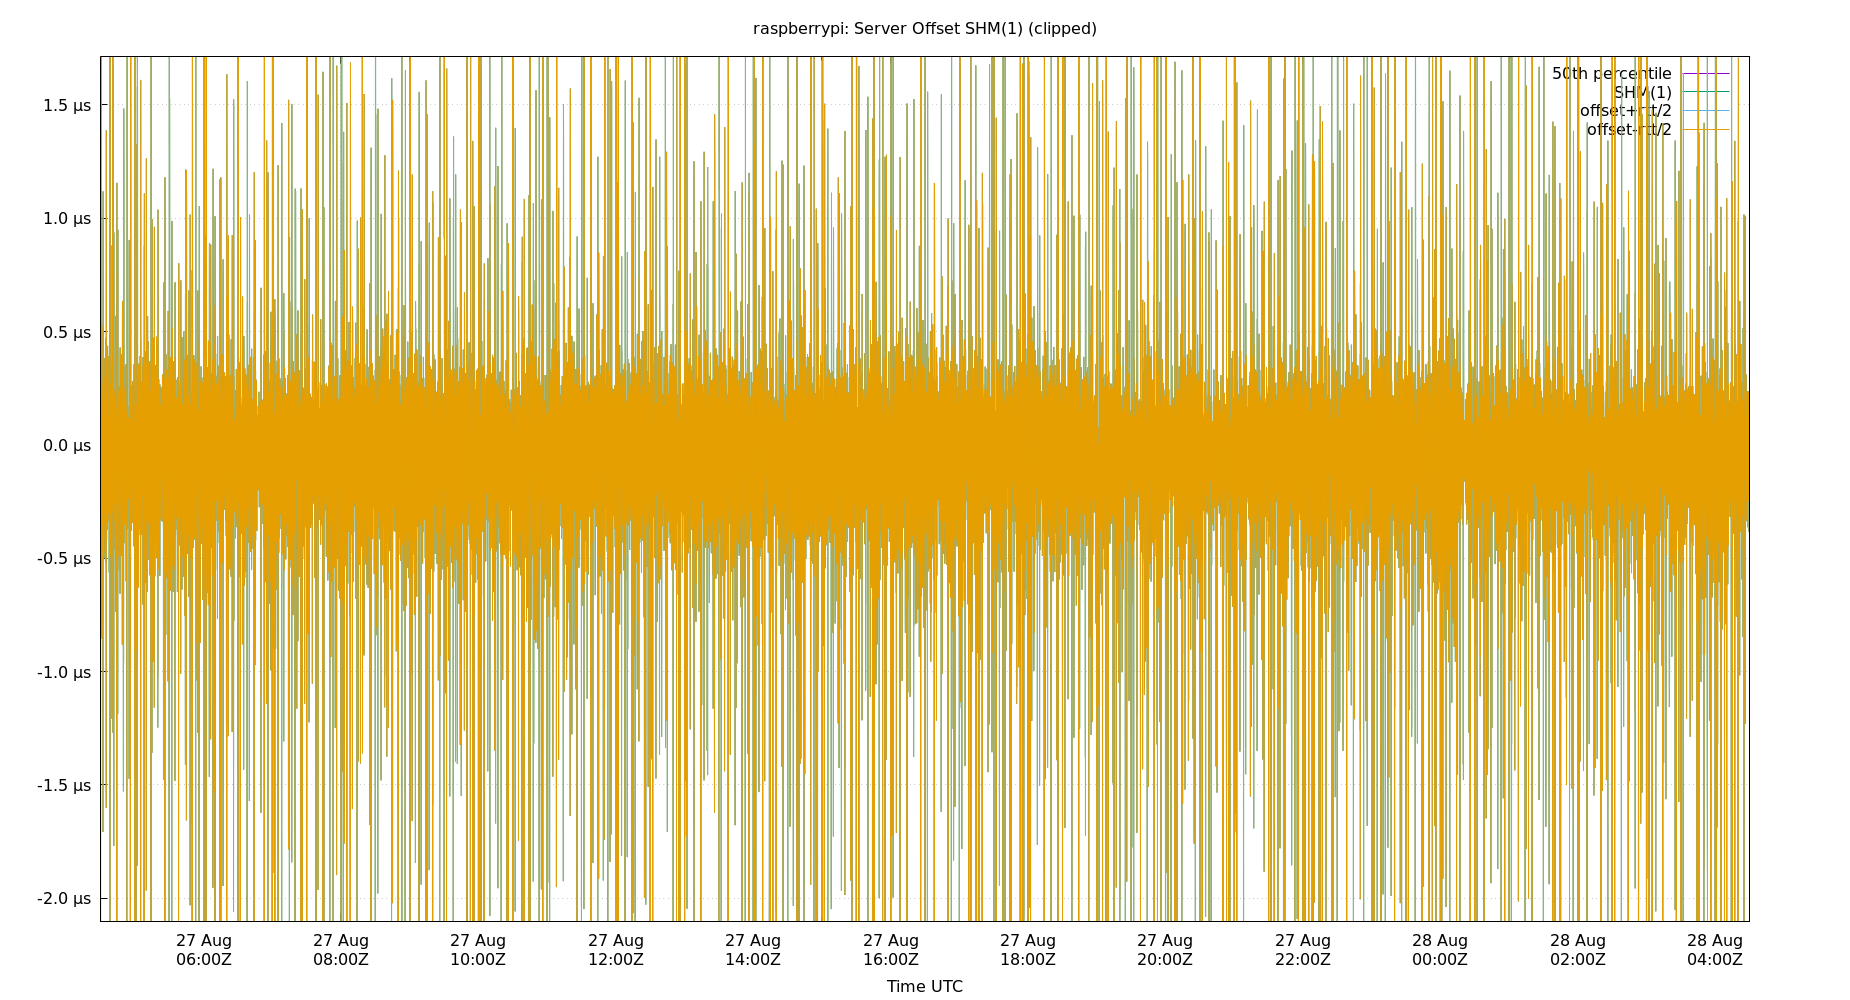 raspberrypi: Server Offset SHM(1) (clipped)
50th percentile
SHM(1)
offset+rtt/2
offset-rtt/2
1.5 µs
1.0 µs
0.5 µs
0.0 µs
-0.5 µs
-1.0 µs
-1.5 µs
-2.0 µs
27 Aug 27 Aug 27 Aug 27 Aug 27 Aug 27 Aug 27 Aug 27 Aug 27 Aug 28 Aug 28 Aug 28 Aug
06:00Z 08:00Z 10:00Z 12:00Z 14:00Z 16:00Z 18:00Z 20:00Z 22:00Z 00:00Z 02:00Z 04:00Z
Time UTC